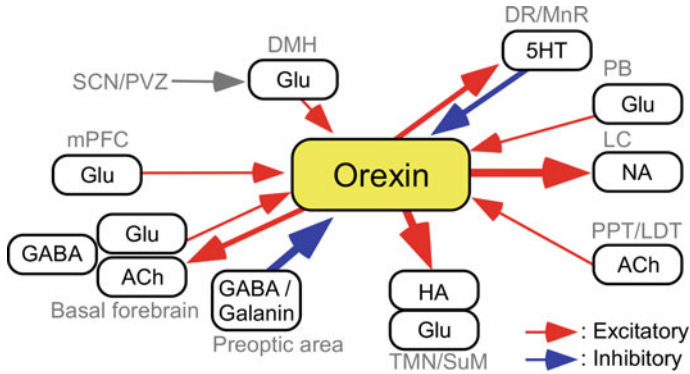 DR/MnR
5HT
DMH
Glu
SCN/PVZ
PB
Glu
mPFC
Glu
Orexin
LC
NA
Glu
GABA
ACh
Basal forebrain
GABA /
Galanin
Preoptic area
HA
Glu
TMN/SuM
PPT/LDT
ACh
: Excitatory
: Inhibitory